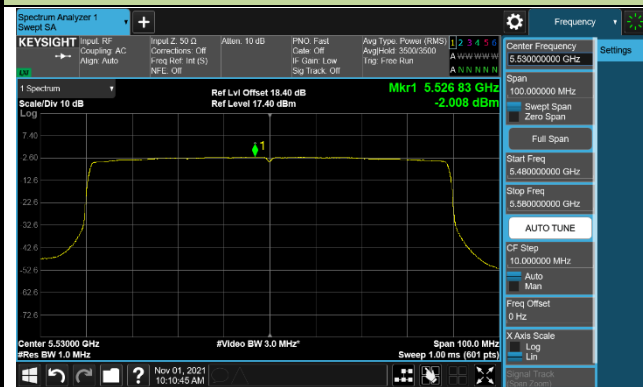 Spectrum Analyzer 1
Swept SA
Frequency
KEYSIGHT
Input: RF
Coupling: AC
Align: Auto
Input Z: 50 Ω
Corrections: Off
Freq Ref: Int (S)
NFE: Off
Atten: 10 dB
PNO: Fast
Gate: Off
IF Gain: Low
Sig Track: Off
Avg Type: Power (RMS)
Avg|Hold: 3500/3500
Trig: Free Run
1 2 3 4 5 6
A W W W W W
A N N N N N
LXI
1 Spectrum
Scale/Div 10 dB
Log
Ref Lvl Offset 18.40 dB
Ref Level 17.40 dBm
Mkr1 5.526 83 GHz
-2.008 dBm
1
7.40
-2.60
-12.6
-22.6
-32.6
-42.6
-52.6
-62.6
-72.6
Center 5.53000 GHz
#Res BW 1.0 MHz
#Video BW 3.0 MHz*
Span 100.0 MHz
Sweep 1.00 ms (601 pts)
Center Frequency
5.530000000 GHz
Span
100.000000 MHz
Swept Span
Zero Span
Full Span
Start Freq
5.480000000 GHz
Stop Freq
5.580000000 GHz
AUTO TUNE
CF Step
10.000000 MHz
Auto
Man
Freq Offset
0 Hz
X Axis Scale
Log
Lin
Signal Track
(Span Zoom)
Settings
?
Nov 01, 2021
10:10:45 AM